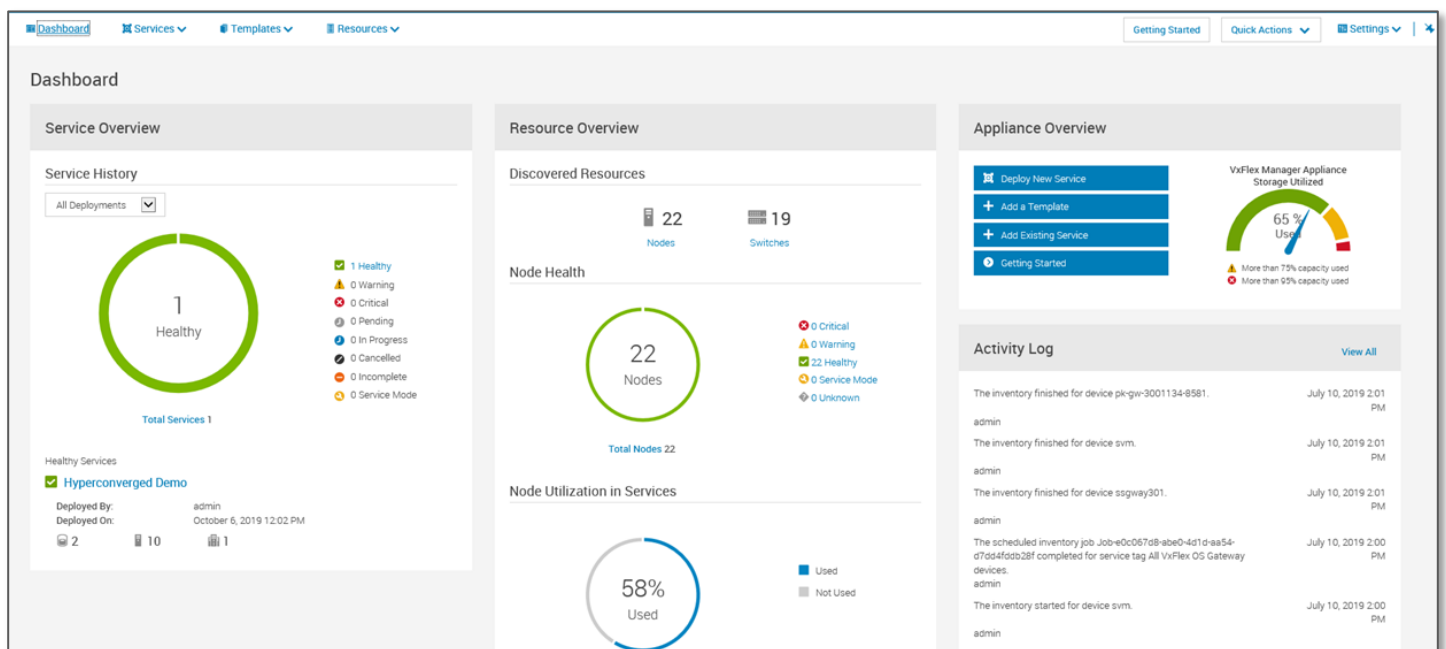 Dashboard Services Templates Resources Getting Started Quick Actions Settings
Dashboard
Service Overview
Service History
All Deployments
1
Healthy
1 Healthy
0 Warning
0 Critical
0 Pending
0 In Progress
0 Cancelled
0 Incomplete
0 Service Mode
Total Services 1
Healthy Services
Hyperconverged Demo
Deployed By: admin
Deployed On: October 6, 2019 12:02 PM
2 10 1
Resource Overview
Discovered Resources
22 19
Nodes Switches
Node Health
22
Nodes
0 Critical
0 Warning
22 Healthy
0 Service Mode
0 Unknown
Total Nodes 22
Node Utilization in Services
58%
Used
Used
Not Used
Appliance Overview
Deploy New Service
Add a Template
Add Existing Service
Getting Started
VxFlex Manager Appliance
Storage Utilized
65 %
Used
More than 75% capacity used
More than 95% capacity used
Activity Log View All
The inventory finished for device pk-gw-3001134-8581. July 10, 2019 2:01
PM
admin
The inventory finished for device svm. July 10, 2019 2:01
PM
admin
The inventory finished for device ssgway301. July 10, 2019 2:01
PM
admin
The scheduled inventory job Job-e0c067d8-abe0-4d1d-aa54- July 10, 2019 2:00
d7dd4fddb28f completed for service tag All VxFlex OS Gateway PM
devices.
admin
The inventory started for device svm. July 10, 2019 2:00
PM
admin